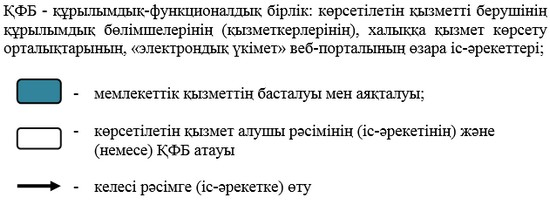 ҚФБ - құрылымдық-функционалдық бірлік: көрсетілетін қызметті берушінің
құрылымдық бөлімшелерінің (қызметкерлерінің), халыққа қызмет көрсету
орталықтарының, «электрондық үкімет» веб-порталының өзара іс-әрекеттері;
- мемлекеттік қызметтің басталуы мен аяқталуы;
- көрсетілетін қызмет алушы рәсімінің (іс-әрекетінің) және
(немесе) ҚФБ атауы
- келесі рәсімге (іс-әрекетке) өту